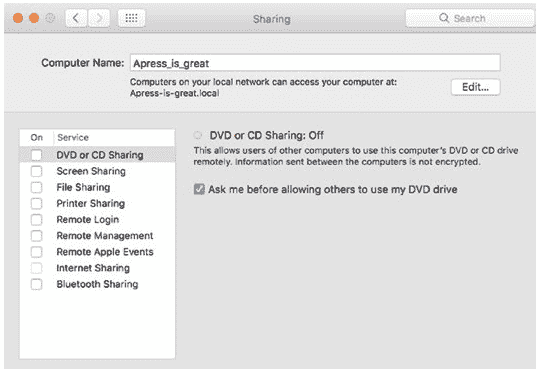 Sharing
Search
Computer Name: Apress_is_great
Computers on your local network can access your computer at:
Apress-is-great.local
Edit...
On Service
DVD or CD Sharing
Screen Sharing
File Sharing
Printer Sharing
Remote Login
Remote Management
Remote Apple Events
Internet Sharing
Bluetooth Sharing
DVD or CD Sharing: Off
This allows users of other computers to use this computer's DVD or CD drive
remotely. Information sent between the computers is not encrypted.
Ask me before allowing others to use my DVD drive